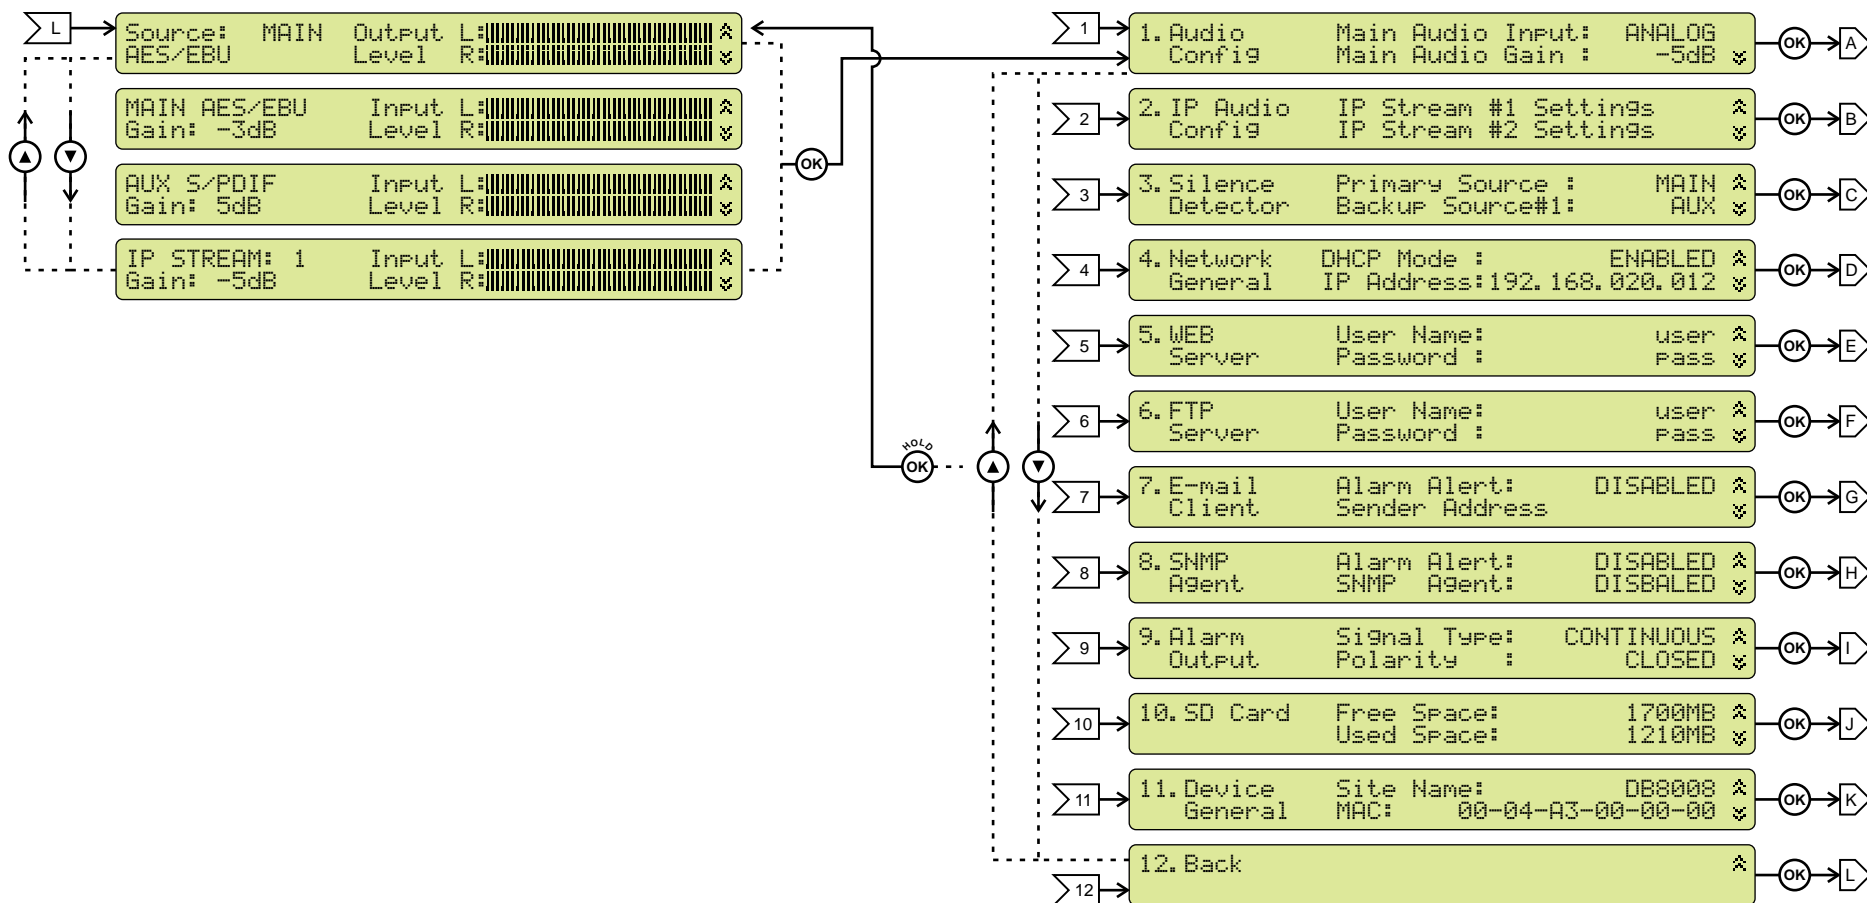 L
Source: MAIN Output L:
AES/EBU Level R:
MAIN AES/EBU Input L:
Gain: -3dB Level R:
AUX S/PDIF Input L:
Gain: 5dB Level R:
IP STREAM: 1 Input L:
Gain: -5dB Level R:
OK
HOLD
OK
1
1.Audio Main Audio Input: ANALOG
Config Main Audio Gain : -5dB
OK
A
2
2.IP Audio IP Stream #1 Settings
Config IP Stream #2 Settings
OK
B
3
3.Silence Primary Source : MAIN
Detector Backup Source#1: AUX
OK
C
4
4.Network DHCP Mode : ENABLED
General IP Address:192.168.020.012
OK
D
5
5.WEB User Name: user
Server Password : pass
OK
E
6
6.FTP User Name: user
Server Password : pass
OK
F
7
7.E-mail Alarm Alert: DISABLED
Client Sender Address
OK
G
8
8.SNMP Alarm Alert: DISABLED
Agent SNMP Agent: DISBALED
OK
H
9
9.Alarm Signal Type: CONTINUOUS
Output Polarity : CLOSED
OK
I
10
10.SD Card Free Space: 1700MB
Used Space: 1210MB
OK
J
11
11.Device Site Name: DB8008
General MAC: 00-04-A3-00-00-00
OK
K
12
12.Back
OK
L